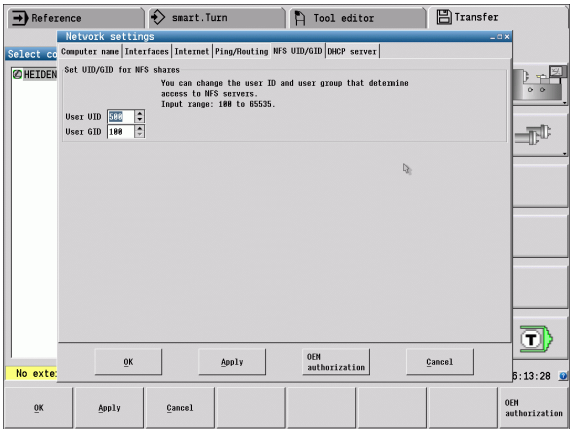 Reference
smart.Turn
Tool editor
Transfer
Network settings
Select co
Computer name Interfaces Internet Ping/Routing NFS UID/GID DHCP server
HEIDEN
Set UID/GID for NFS shares
You can change the user ID and user group that determine
access to NFS servers.
Input range: 100 to 65535.
User UID 500
User GID 100
T
OK Apply OEM authorization Cancel
No exte
5:13:28
OK Apply Cancel OEM authorization